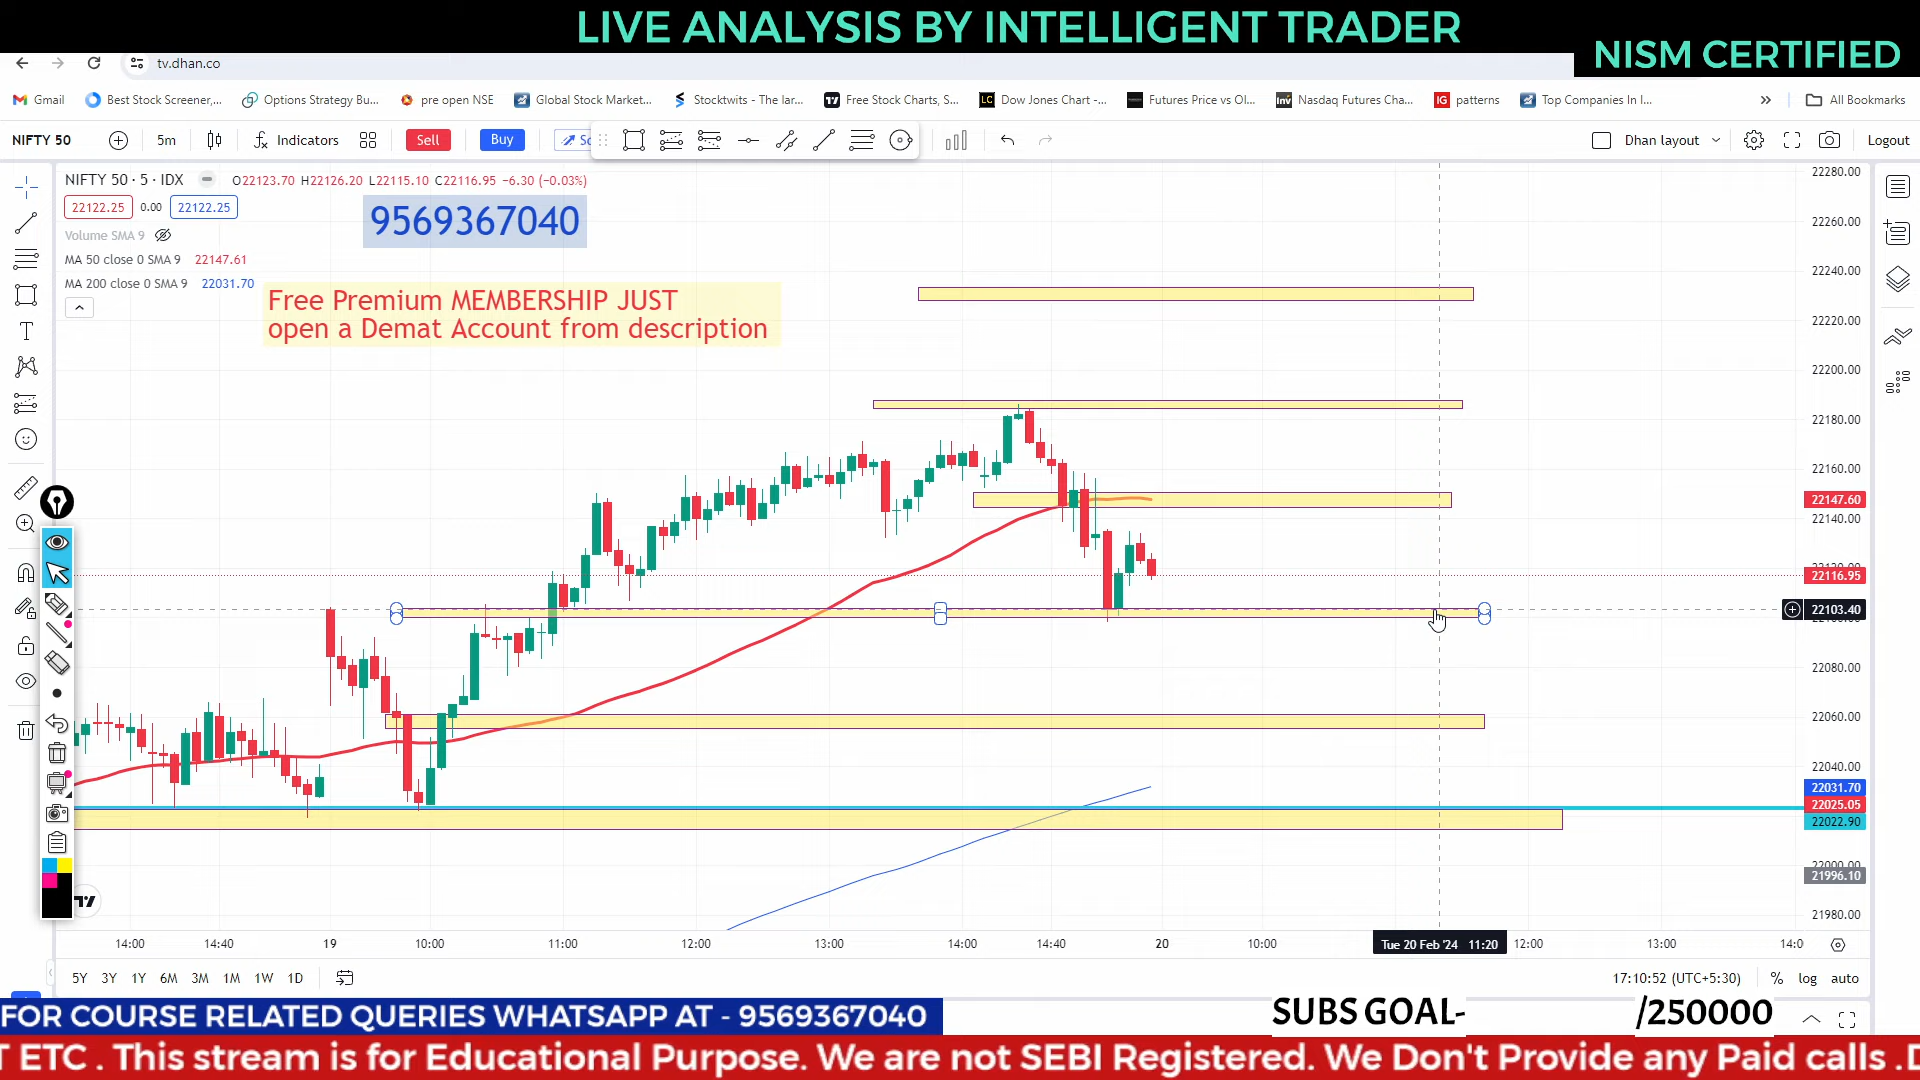 LIVE ANALYSIS BY INTELLIGENT TRADER
NISM CERTIFIED
tv.dhan.co
Gmail
Best Stock Screener,...
Options Strategy Bu...
pre open NSE
Global Stock Market...
Stocktwits - The lar...
Free Stock Charts, S...
Dow Jones Chart -...
Futures Price vs OI...
Nasdaq Futures Cha...
IG patterns
Top Companies In I...
All Bookmarks
NIFTY 50
5m
Indicators
Sell
Buy
Dhan layout
Logout
NIFTY 50 · 5 · IDX
O22123.70 H22126.20 L22115.10 C22116.95 −6.30 (−0.03%)
22122.25 0.00 22122.25
9569367040
Volume SMA 9
MA 50 close 0 SMA 9 22147.61
MA 200 close 0 SMA 9 22031.70
Free Premium MEMBERSHIP JUST
open a Demat Account from description
22280.00
22260.00
22240.00
22220.00
22200.00
22180.00
22160.00
22147.60
22140.00
22116.95
22103.40
22080.00
22060.00
22040.00
22031.70
22025.05
22022.90
22000.00
21996.10
21980.00
14:00 14:40 19 10:00 11:00 12:00 13:00 14:00 14:40 20 10:00 Tue 20 Feb '24 11:20 12:00 13:00 14:0
5Y 3Y 1Y 6M 3M 1M 1W 1D
17:10:52 (UTC+5:30) % log auto
FOR COURSE RELATED QUERIES WHATSAPP AT - 9569367040
SUBS GOAL- /250000
T ETC . This stream is for Educational Purpose. We are not SEBI Registered. We Don't Provide any Paid calls .D